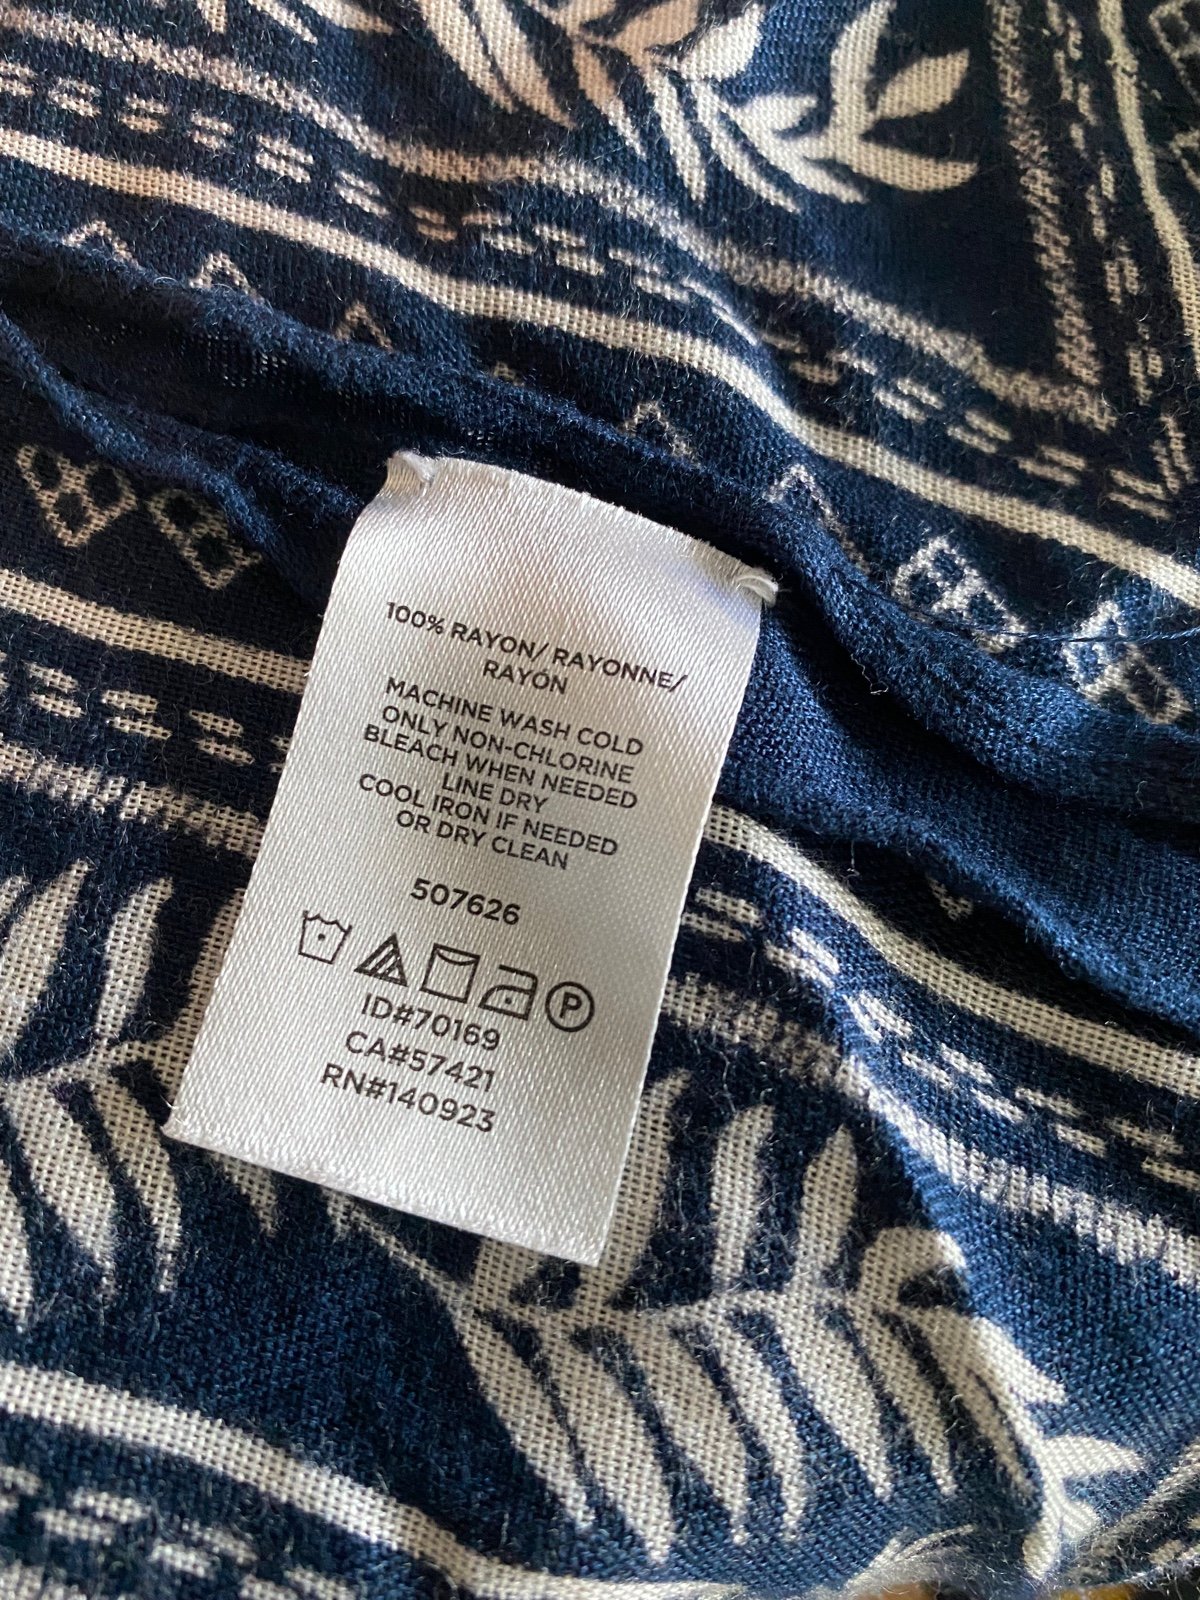 100% RAYON/ RAYONNE/
RAYON
MACHINE WASH COLD
ONLY NON-CHLORINE
BLEACH WHEN NEEDED
LINE DRY
COOL IRON IF NEEDED
OR DRY CLEAN
507626
P
ID#70169
CA#57421
RN#140923